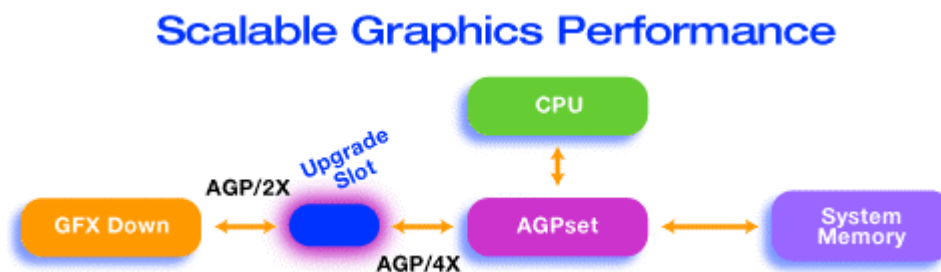 Scalable Graphics Performance
CPU
Upgrade
Slot
AGP/2X
GFX Down
AGPset
System
Memory
AGP/4X